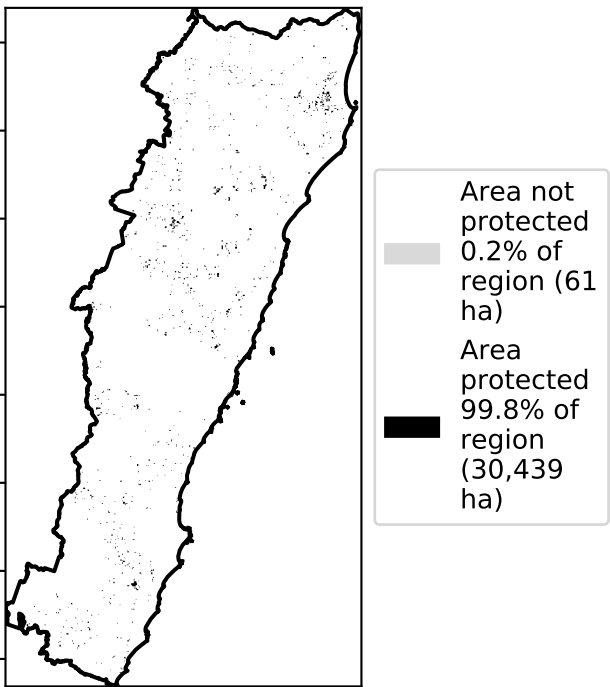 Area not
protected
0.2% of
region (61
ha)
Area
protected
99.8% of
region
(30,439
ha)